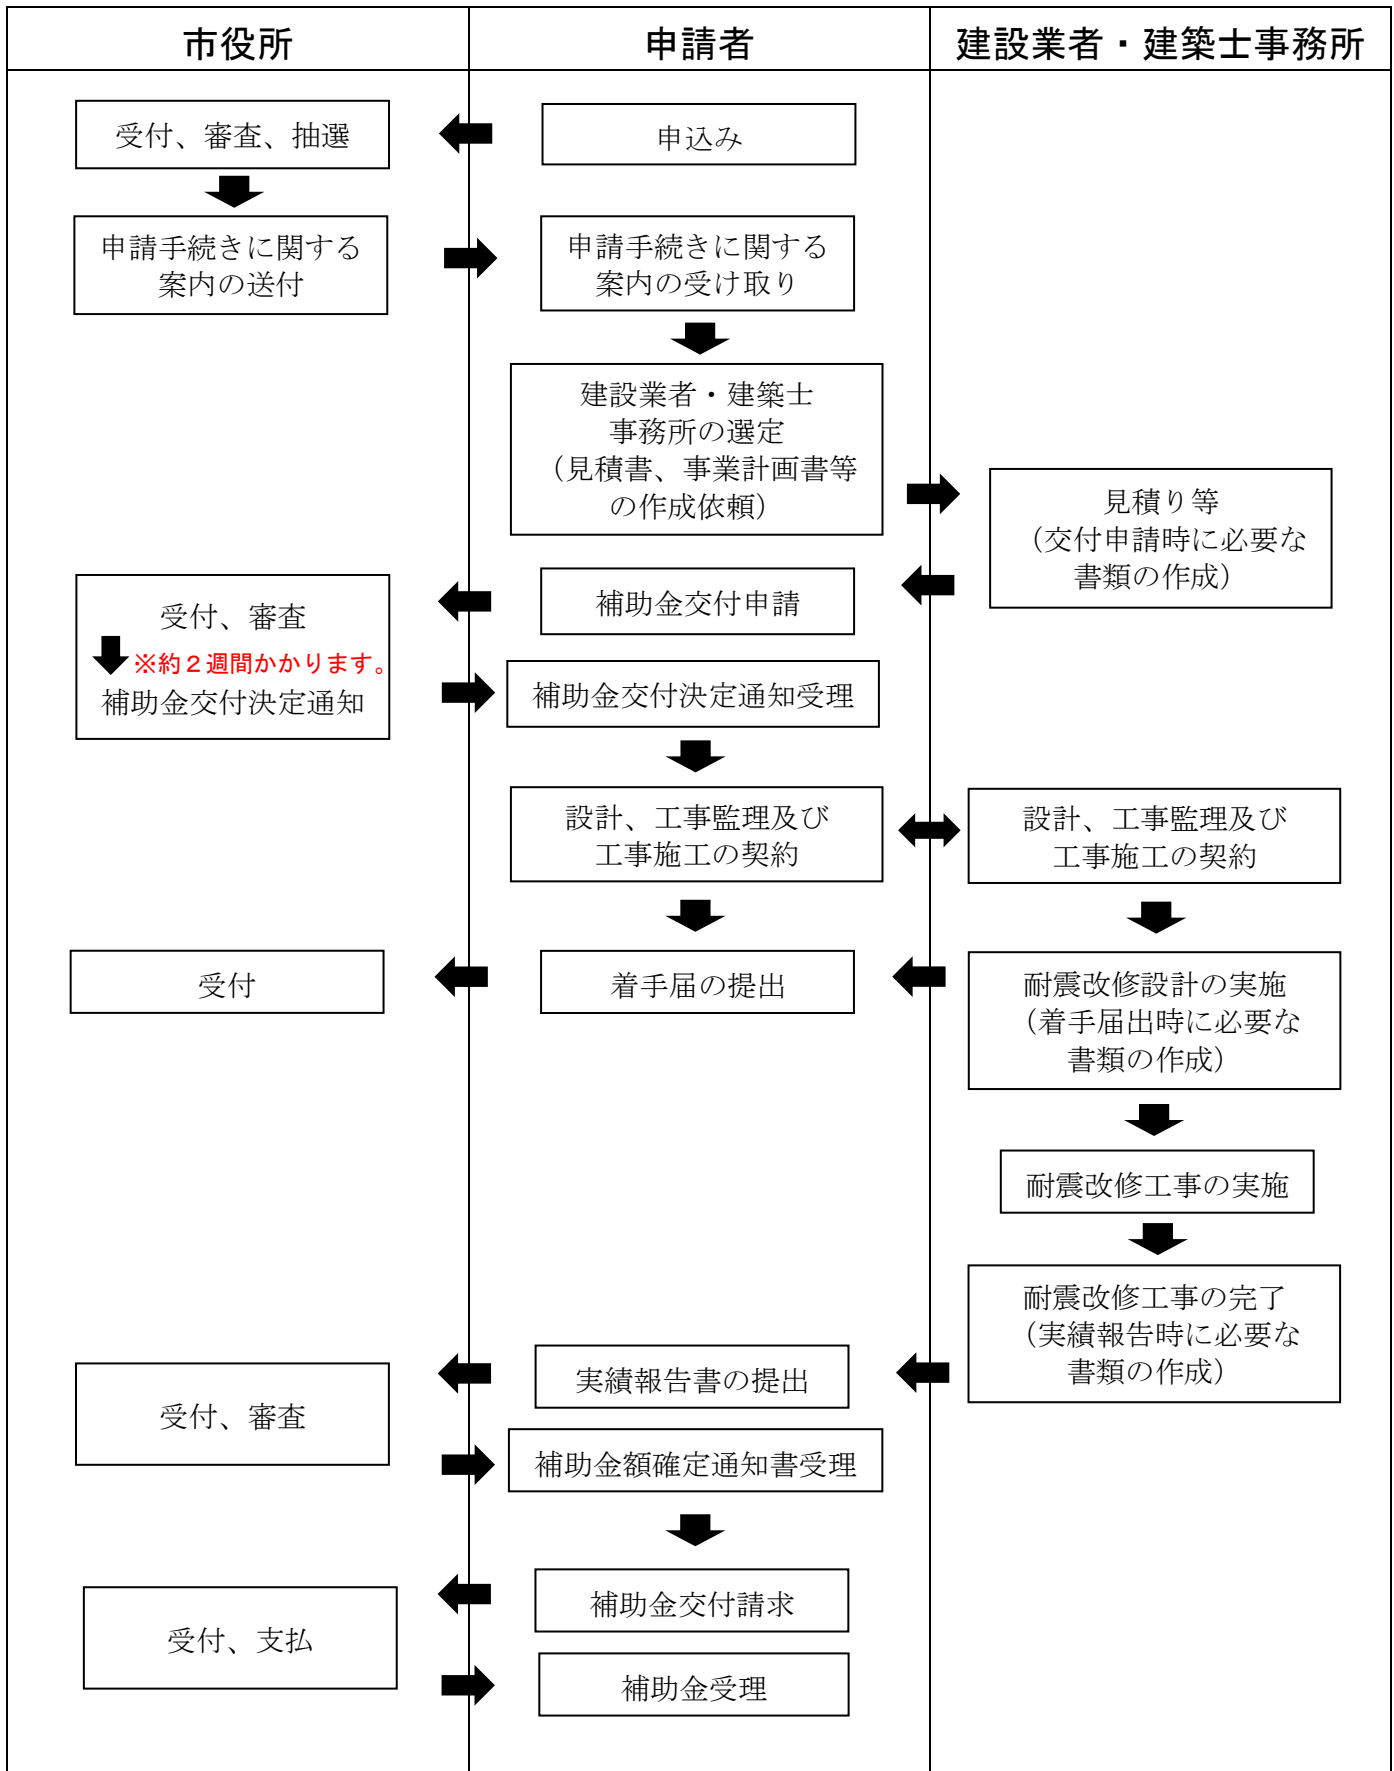 市役所
申請者
建設業者・建築士事務所
受付、審査、抽選
申込み
申請手続きに関する
案内の送付
申請手続きに関する
案内の受け取り
建設業者・建築士
事務所の選定
（見積書、事業計画書等
の作成依頼）
見積り等
（交付申請時に必要な
書類の作成）
補助金交付申請
受付、審査
※約２週間かかります。
補助金交付決定通知
補助金交付決定通知受理
設計、工事監理及び
工事施工の契約
設計、工事監理及び
工事施工の契約
受付
着手届の提出
耐震改修設計の実施
（着手届出時に必要な
書類の作成）
耐震改修工事の実施
耐震改修工事の完了
（実績報告時に必要な
書類の作成）
実績報告書の提出
受付、審査
補助金額確定通知書受理
補助金交付請求
受付、支払
補助金受理